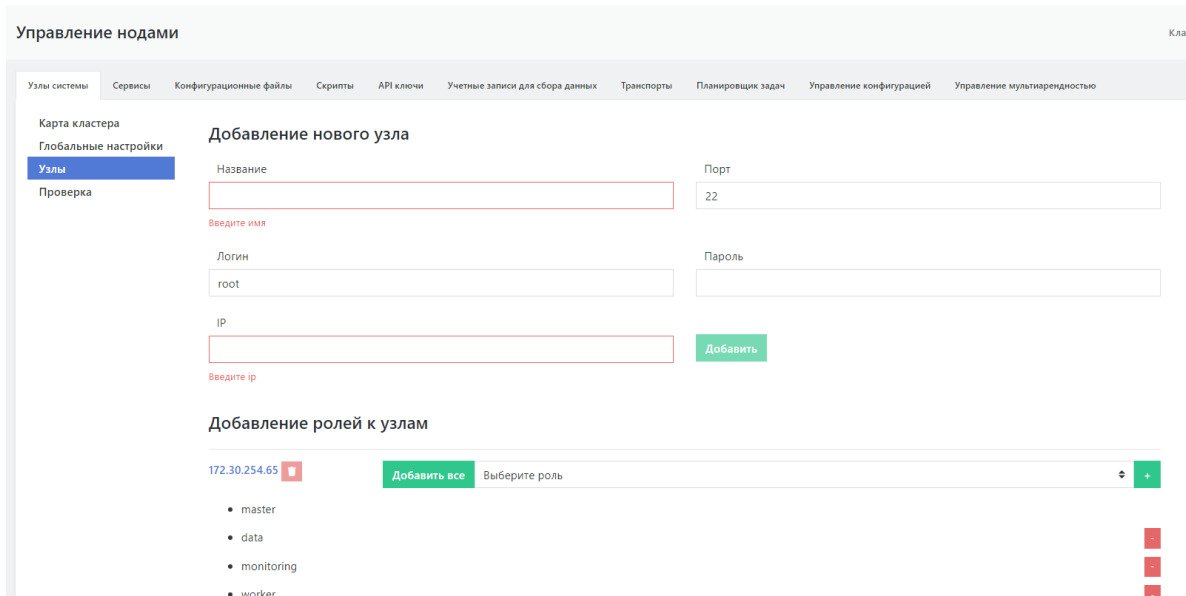 Управление нодами
Кла
Узлы системы Сервисы Конфигурационные файлы Скрипты API ключи Учетные записи для сбора данных Транспорты Планировщик задач Управление конфигурацией Управление мультиарендностью
Карта кластера
Глобальные настройки
Узлы
Проверка
Добавление нового узла
Название Порт
22
Введите имя
Логин Пароль
root
IP
Добавить
Введите ip
Добавление ролей к узлам
172.30.254.65 Добавить все Выберите роль +
master
data -
monitoring -
worker -